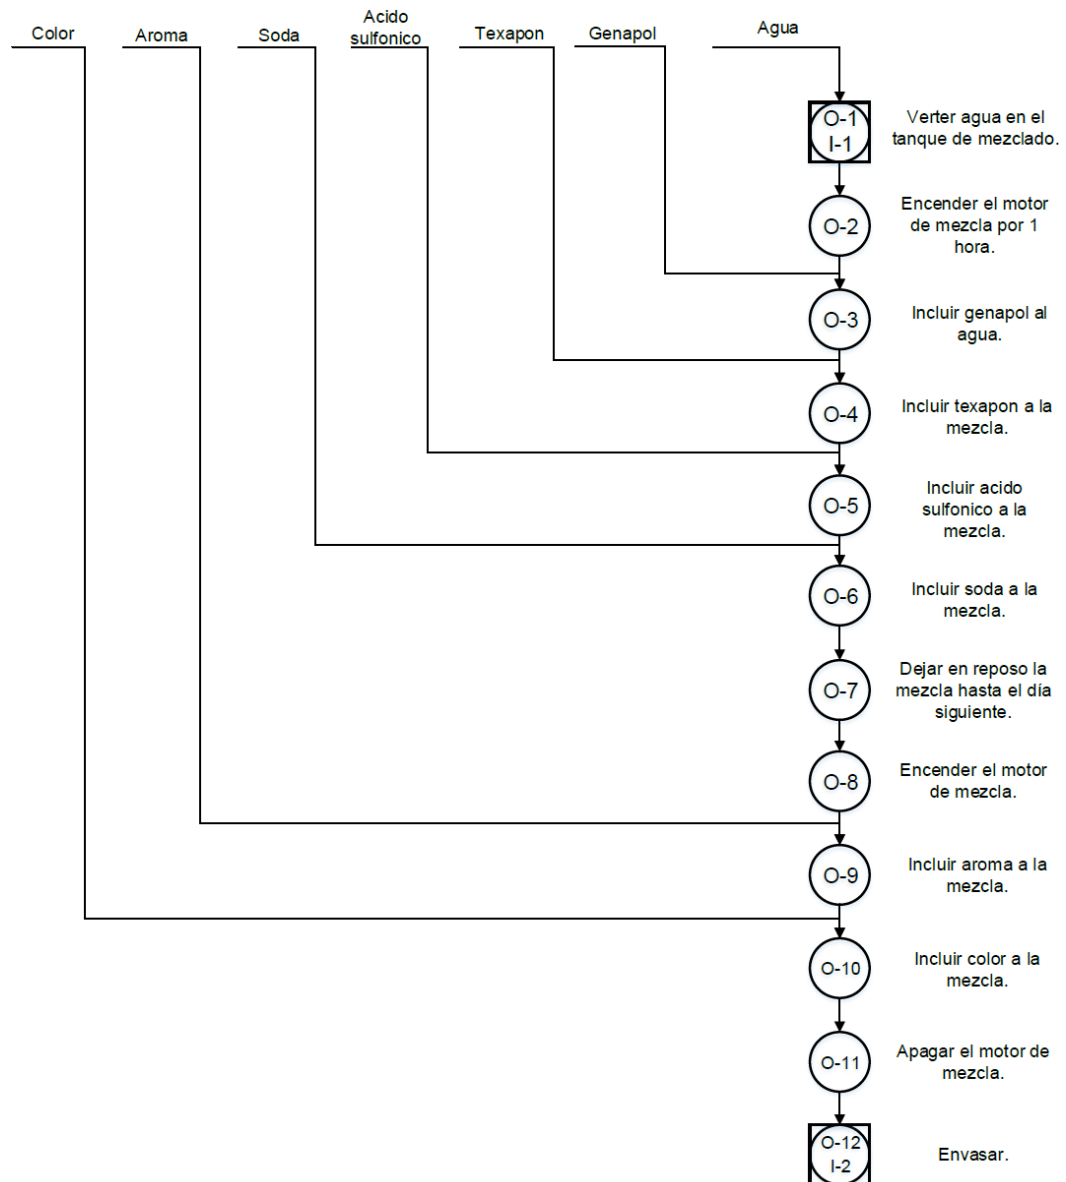 Color
Aroma
Soda
Acido
sulfonico
Texapon
Genapol
Agua
O-1
I-1
Verter agua en el
tanque de mezclado.
O-2
Encender el motor
de mezcla por 1
hora.
O-3
Incluir genapol al
agua.
O-4
Incluir texapon a la
mezcla.
O-5
Incluir acido
sulfonico a la
mezcla.
O-6
Incluir soda a la
mezcla.
O-7
Dejar en reposo la
mezcla hasta el día
siguiente.
O-8
Encender el motor
de mezcla.
O-9
Incluir aroma a la
mezcla.
O-10
Incluir color a la
mezcla.
O-11
Apagar el motor de
mezcla.
O-12
I-2
Envasar.